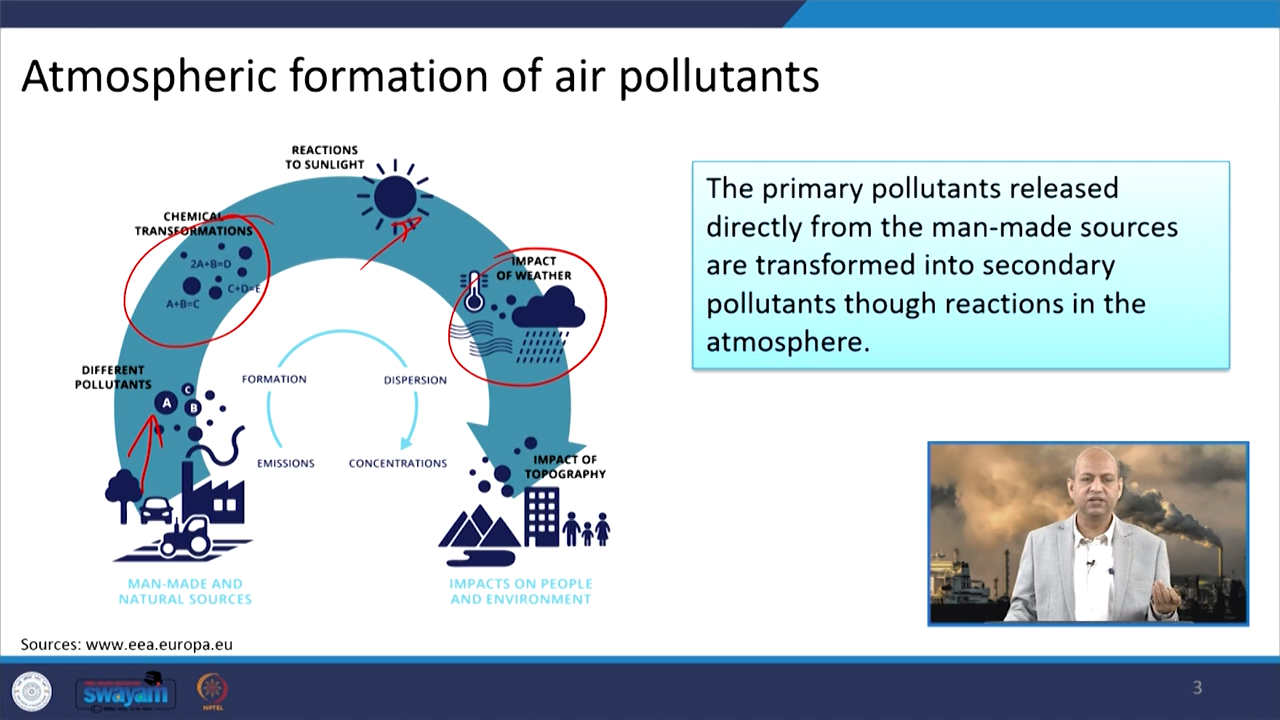 Atmospheric formation of air pollutants
REACTIONS
TO SUNLIGHT
CHEMICAL
TRANSFORMATIONS
2A+B=D
C+D=E
A+B=C
IMPACT
OF WEATHER
DIFFERENT
POLLUTANTS
A
B
C
FORMATION
DISPERSION
EMISSIONS
CONCENTRATIONS
IMPACT OF
TOPOGRAPHY
MAN-MADE AND
NATURAL SOURCES
IMPACTS ON PEOPLE
AND ENVIRONMENT
The primary pollutants released
directly from the man-made sources
are transformed into secondary
pollutants though reactions in the
atmosphere.
Sources: www.eea.europa.eu
swayam
NPTEL
3